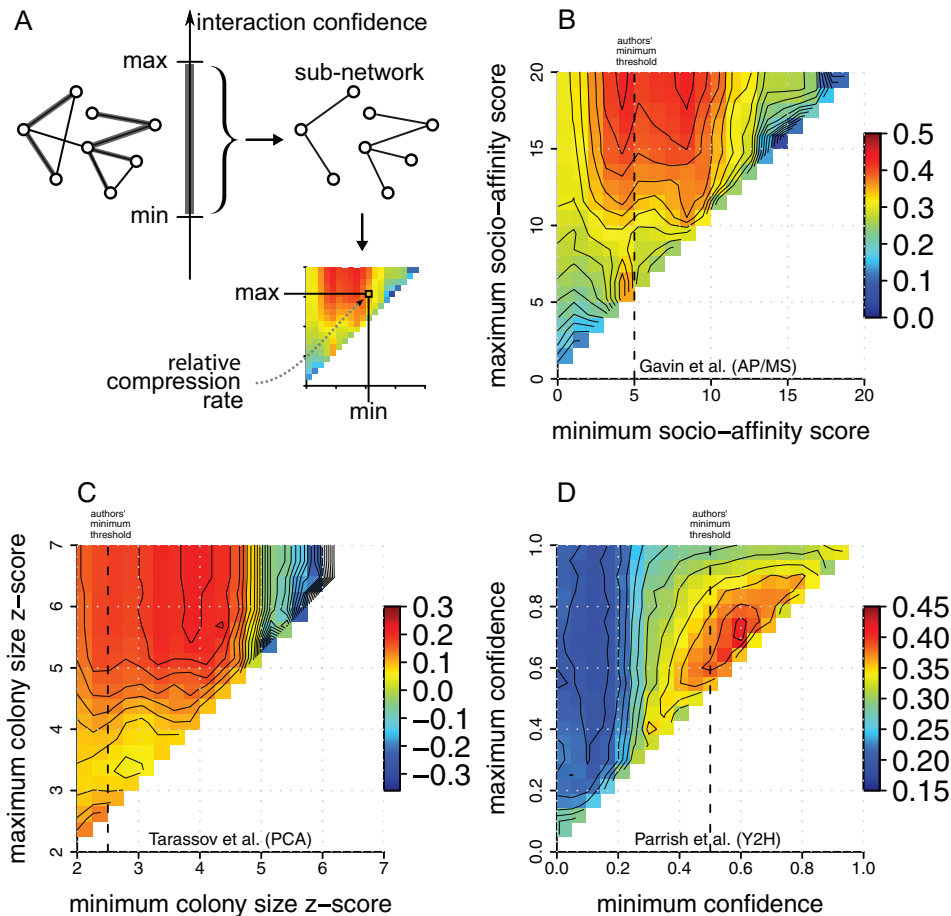 A
interaction confidence
max
sub-network
min
max
relative
compression
rate
min
B
authors'
minimum
threshold
maximum socio−affinity score
20
15
10
5
0
Gavin et al. (AP/MS)
0 5 10 15 20
minimum socio−affinity score
0.5
0.4
0.3
0.2
0.1
0.0
C
authors'
minimum
threshold
maximum colony size z−score
7
6
5
4
3
2
Tarassov et al. (PCA)
2 3 4 5 6 7
minimum colony size z−score
0.3
0.2
0.1
0.0
−0.1
−0.2
−0.3
D
authors'
minimum
threshold
maximum confidence
1.0
0.8
0.6
0.4
0.2
0.0
Parrish et al. (Y2H)
0.0 0.2 0.4 0.6 0.8 1.0
minimum confidence
0.45
0.40
0.35
0.30
0.25
0.20
0.15